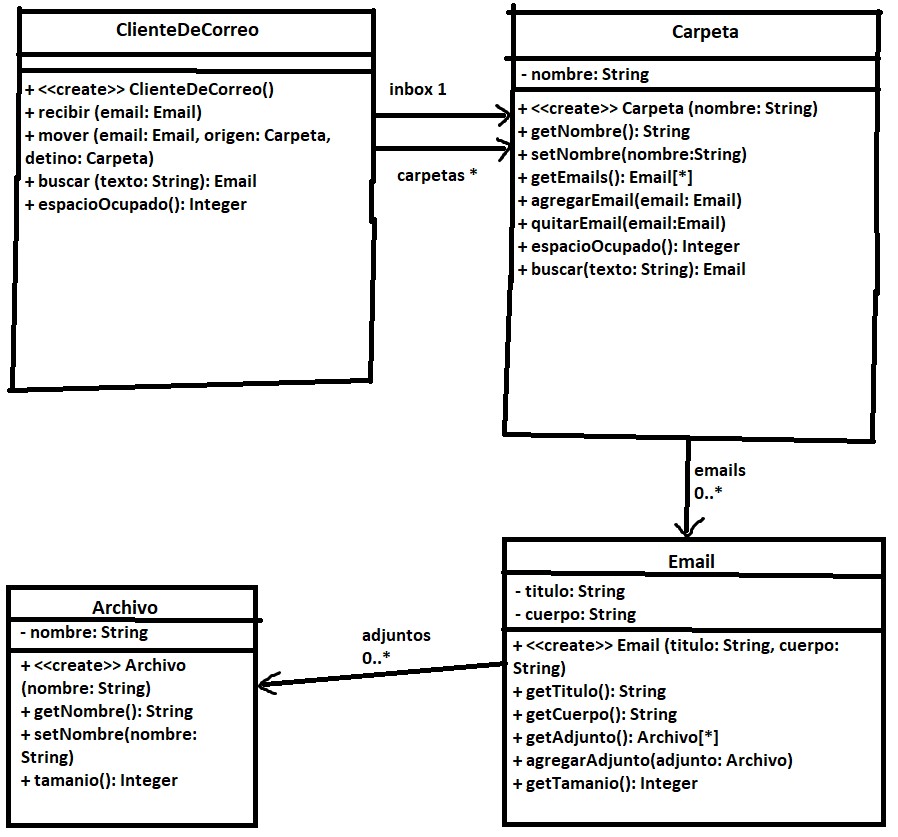 ClienteDeCorreo
+ <<create>> ClienteDeCorreo()
+ recibir (email: Email)
+ mover (email: Email, origen: Carpeta,
detino: Carpeta)
+ buscar (texto: String): Email
+ espacioOcupado(): Integer
inbox 1
carpetas *
Carpeta
- nombre: String
+ <<create>> Carpeta (nombre: String)
+ getNombre(): String
+ setNombre(nombre:String)
+ getEmails(): Email[*]
+ agregarEmail(email: Email)
+ quitarEmail(email:Email)
+ espacioOcupado(): Integer
+ buscar(texto: String): Email
emails
0..*
Email
- titulo: String
- cuerpo: String
+ <<create>> Email (titulo: String, cuerpo:
String)
+ getTitulo(): String
+ getCuerpo(): String
+ getAdjunto(): Archivo[*]
+ agregarAdjunto(adjunto: Archivo)
+ getTamanio(): Integer
adjuntos
0..*
Archivo
- nombre: String
+ <<create>> Archivo
(nombre: String)
+ getNombre(): String
+ setNombre(nombre:
String)
+ tamanio(): Integer